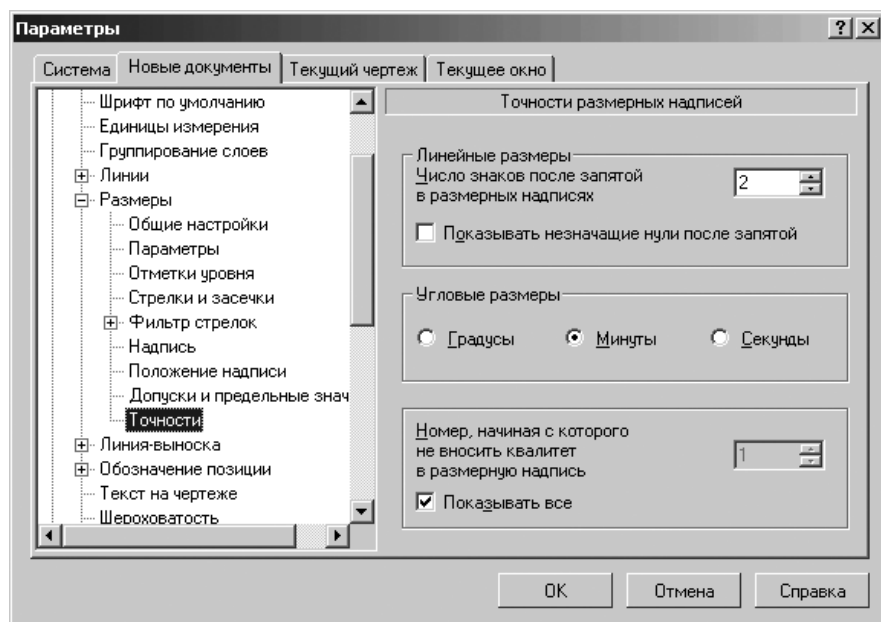 Параметры
Система
Новые документы
Текущий чертеж
Текущее окно
Шрифт по умолчанию
Единицы измерения
Группирование слоев
Линии
Размеры
Общие настройки
Параметры
Отметки уровня
Стрелки и засечки
Фильтр стрелок
Надпись
Положение надписи
Допуски и предельные знач
Точности
Линия-выноска
Обозначение позиции
Текст на чертеже
Шероховатость
Точности размерных надписей
Линейные размеры
Число знаков после запятой
в размерных надписях
2
Показывать незначащие нули после запятой
Угловые размеры
Градусы
Минуты
Секунды
Номер, начиная с которого
не вносить квалитет
в размерную надпись
1
Показывать все
OK
Отмена
Справка